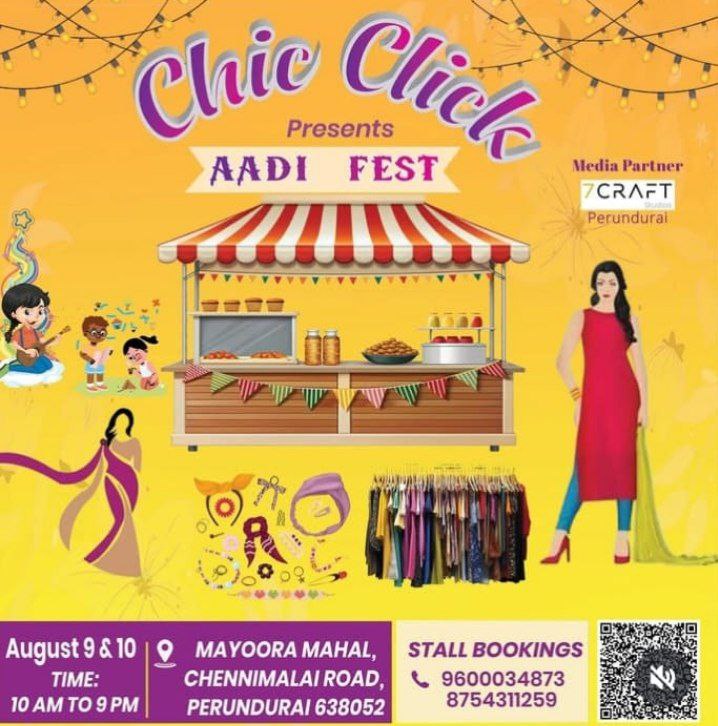 Chic Click
Presents
AADI FEST
Media Partner
7CRAFT
Studios
Perundurai
August 9 & 10
TIME:
10 AM TO 9 PM
MAYOORA MAHAL,
CHENNIMALAI ROAD,
PERUNDURAI 638052
STALL BOOKINGS
9600034873
8754311259